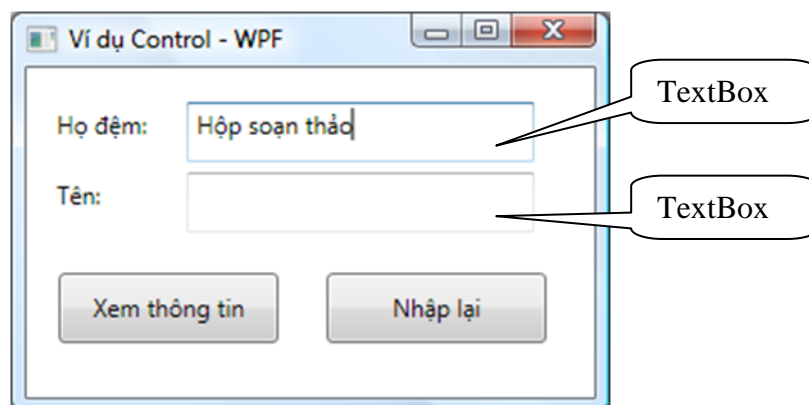 Ví dụ Control - WPF
Họ đệm:
Hộp soạn thảo
TextBox
Tên:
TextBox
Xem thông tin
Nhập lại